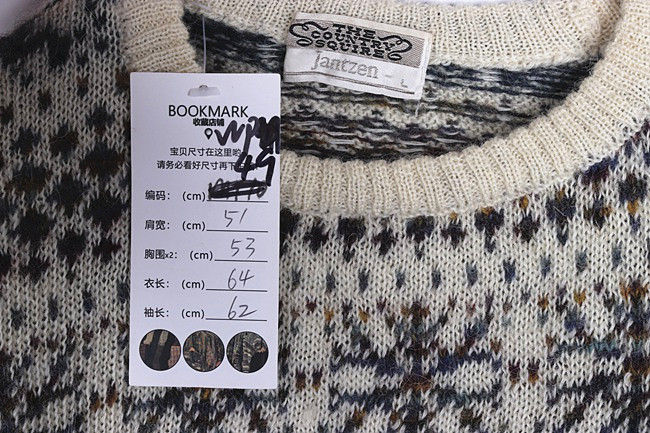 THE
COUNTRY
SQUIRE
jantzen
L
BOOKMARK
收藏店铺
宝贝尺寸在这里哟
请务必看好尺寸再下
49
编码： (cm)
肩宽： (cm) 51
胸围x2： (cm) 53
衣长： (cm) 64
袖长： (cm) 62